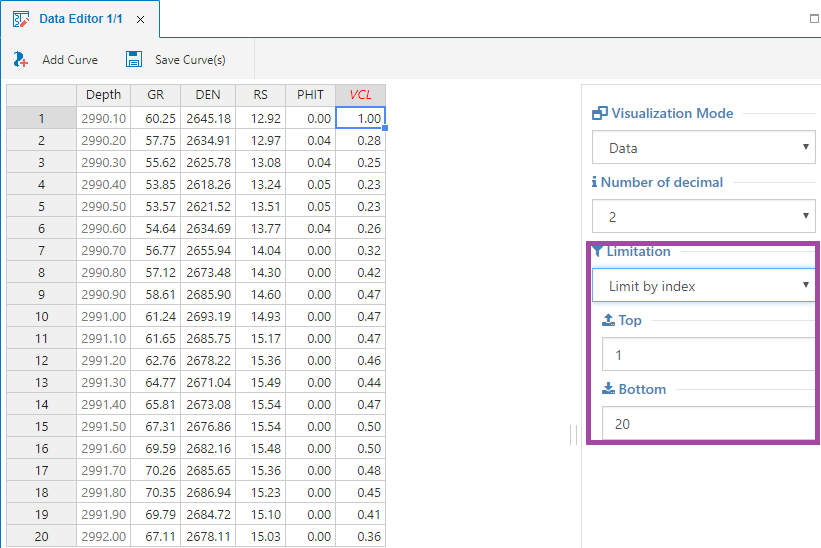 Data Editor 1/1 ×
Add Curve Save Curve(s)
Depth GR DEN RS PHIT VCL
1 2990.10 60.25 2645.18 12.92 0.00 1.00
2 2990.20 57.75 2634.91 12.97 0.04 0.28
3 2990.30 55.62 2625.78 13.08 0.04 0.25
4 2990.40 53.85 2618.26 13.24 0.05 0.23
5 2990.50 53.57 2621.52 13.51 0.05 0.23
6 2990.60 54.64 2634.69 13.77 0.04 0.26
7 2990.70 56.77 2655.94 14.04 0.00 0.32
8 2990.80 57.12 2673.48 14.30 0.00 0.42
9 2990.90 58.61 2685.90 14.60 0.00 0.47
10 2991.00 61.24 2693.19 14.93 0.00 0.47
11 2991.10 61.65 2685.75 15.17 0.00 0.47
12 2991.20 62.76 2678.22 15.36 0.00 0.46
13 2991.30 64.77 2671.04 15.49 0.00 0.44
14 2991.40 65.81 2673.08 15.54 0.00 0.47
15 2991.50 67.31 2676.86 15.54 0.00 0.50
16 2991.60 69.59 2682.16 15.48 0.00 0.50
17 2991.70 70.26 2685.65 15.36 0.00 0.48
18 2991.80 70.35 2686.94 15.23 0.00 0.45
19 2991.90 69.79 2684.72 15.10 0.00 0.41
20 2992.00 67.11 2678.11 15.03 0.00 0.36
Visualization Mode
Data
Number of decimal
2
Limitation
Limit by index
Top
1
Bottom
20